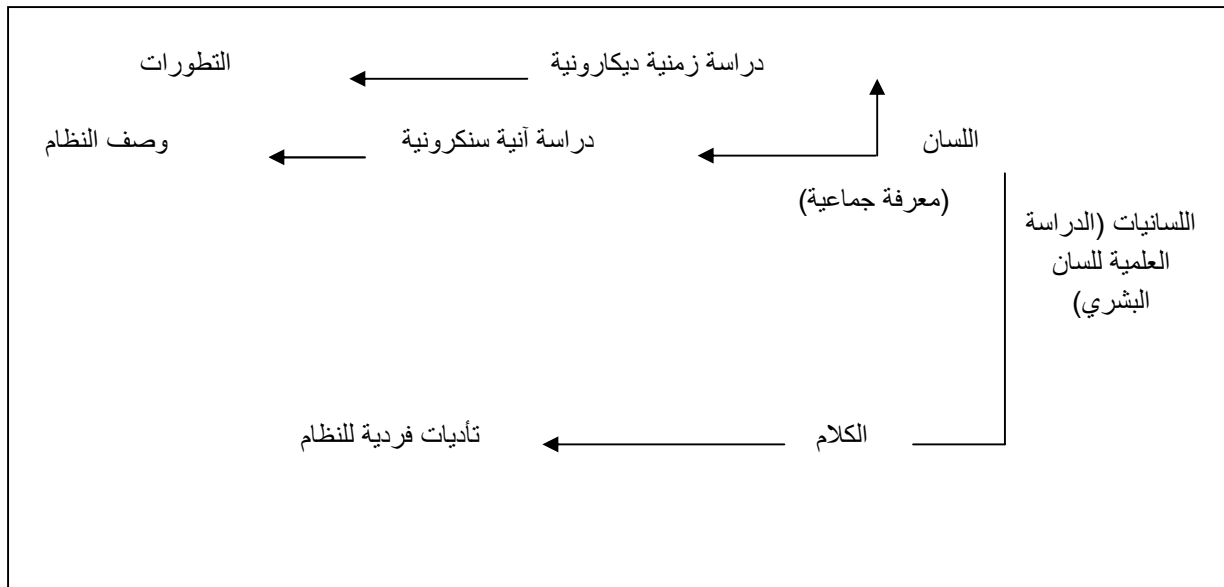 دراسة زمنية ديكارونية التطورات
اللسان دراسة آنية سنكرونية وصف النظام
(معرفة جماعية)
اللسانيات (الدراسة
العلمية للسان
البشري)
الكلام تأديات فردية للنظام